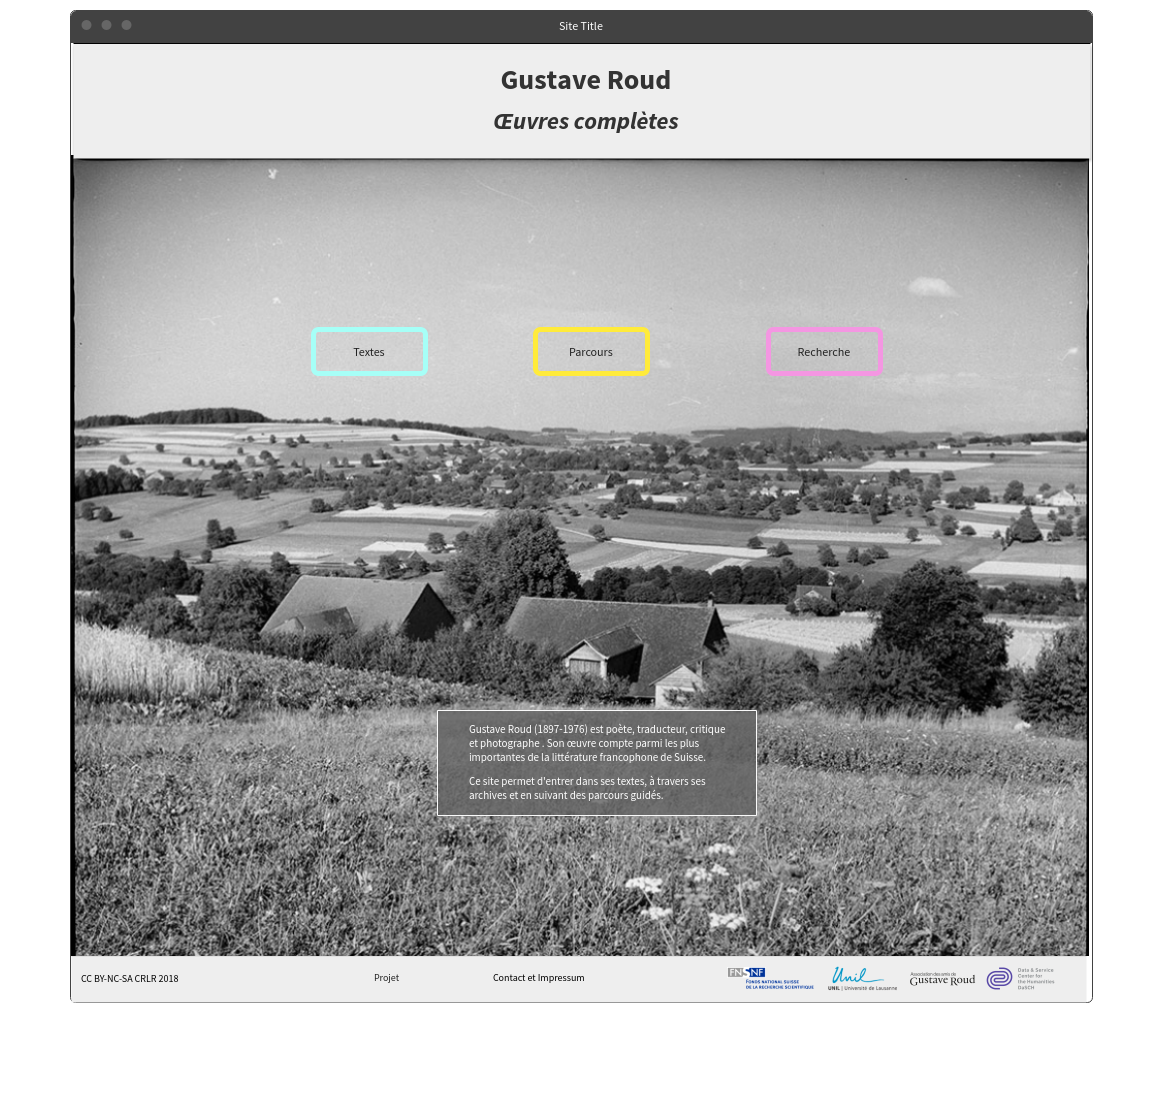 Site Title
Gustave Roud
Œuvres complètes
Textes
Parcours
Recherche
Gustave Roud (1897-1976) est poète, traducteur, critique
et photographe . Son œuvre compte parmi les plus
importantes de la littérature francophone de Suisse.
Ce site permet d'entrer dans ses textes, à travers ses
archives et en suivant des parcours guidés.
CC BY-NC-SA CRLR 2018
Projet
Contact et Impressum
FNSNF
FONDS NATIONAL SUISSE
DE LA RECHERCHE SCIENTIFIQUE
Unil
UNIL | Université de Lausanne
Association des amis de
Gustave Roud
Data & Service
Center for
the Humanities
DaSCH